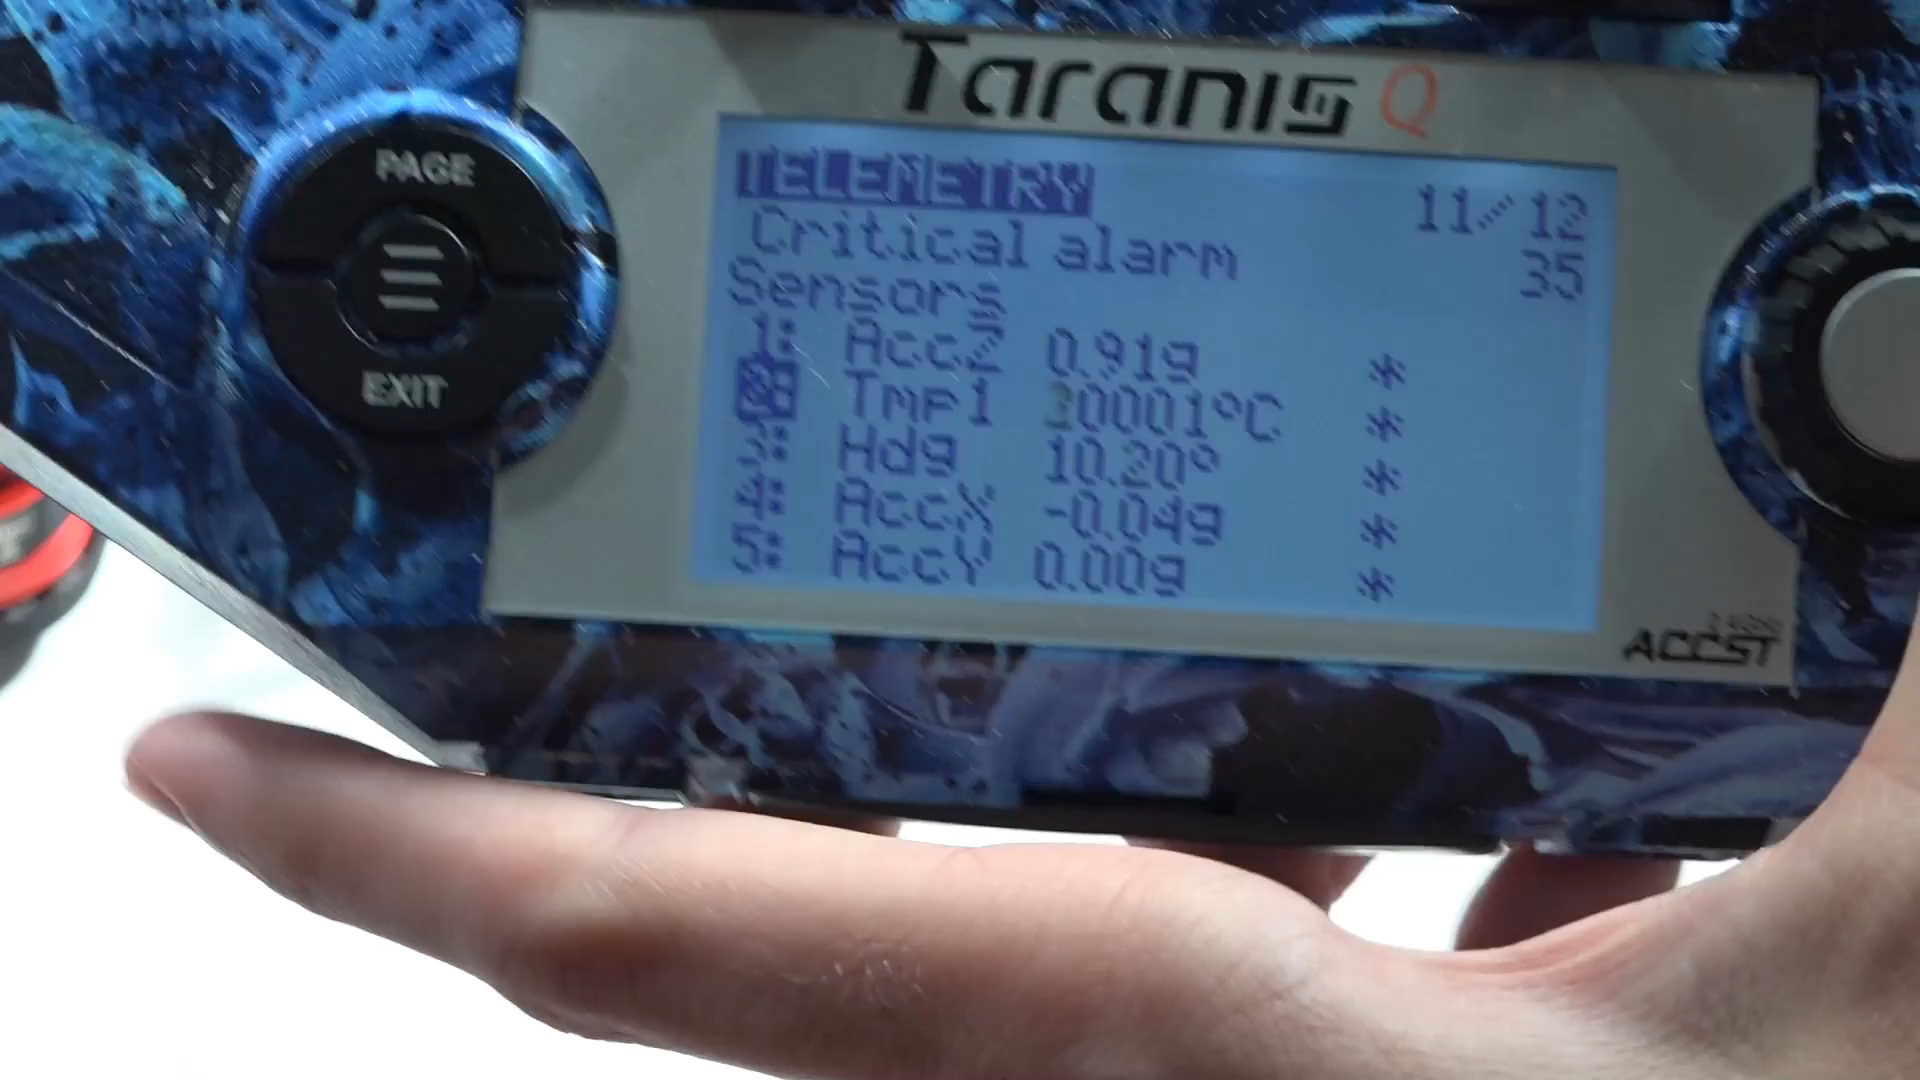 Taranis Q
PAGE
EXIT
TELEMETRY 11/12
Critical alarm 35
Sensors
1: AccZ 0.91g *
2: Tmp1 0001°C *
3: Hdg 10.20° *
4: AccX -0.04g *
5: AccY 0.00g *
ACCST